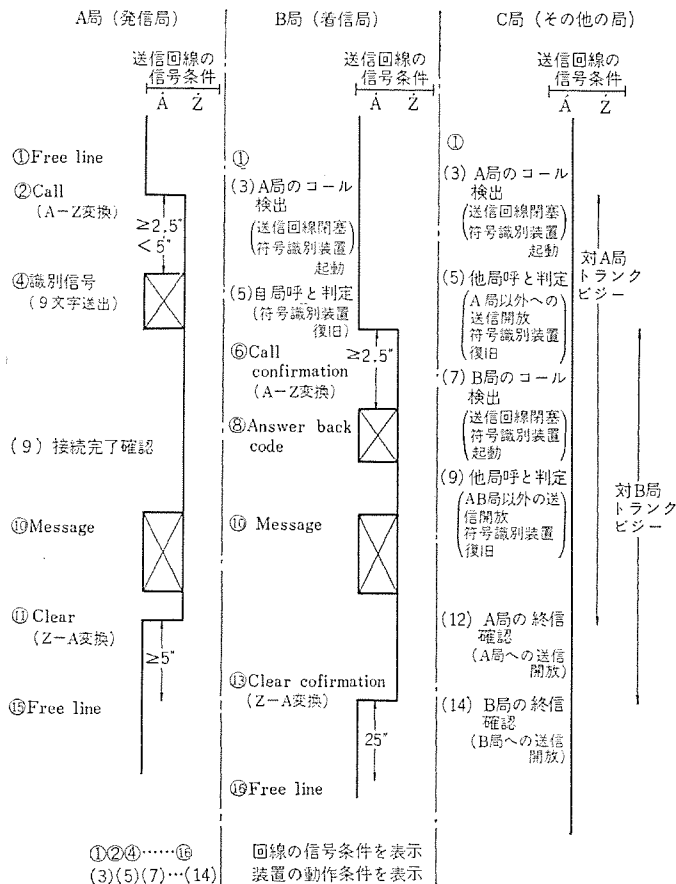 A局(発信局)
送信回線の
信号条件
Ȧ Ż
①Free line
②Call
(A−Z変換)
≥2.5″
<5″
④識別信号
(9文字送出)
(9)接続完了確認
⑩Message
⑪Clear
(Z−A変換)
≥5″
⑮Free line
B局(着信局)
送信回線の
信号条件
Ȧ Ż
①
(3)A局のコール
検出
(送信回線閉塞
符号識別装置
起動)
(5)自局呼と判定
(符号識別装置
復旧)
⑥Call
confirmation
(A−Z変換)
≥2.5″
⑧Answer back
code
⑩ Message
⑬Clear cofirmation
(Z−A変換)
25″
⑯Free line
C局(その他の局)
送信回線の
信号条件
Ȧ Ż
①
(3) A局のコール
検出
(送信回線閉塞
符号識別装置
起動)
(5)他局呼と判定
(A局以外への
送信開放
符号識別装置
復旧)
(7)B局のコール
検出
(送信回線閉塞
符号識別装置
起動)
(9)他局呼と判定
(AB局以外の送
信開放
符号識別装置
復旧)
(12) A局の終信
確認
(A局への送信
開放)
(14) B局の終信
確認
(B局への送信
開放)
対A局
トランク
ビジー
対B局
トランク
ビジー
①②④……⑯ 回線の信号条件を表示
(3)(5)(7)…(14) 装置の動作条件を表示